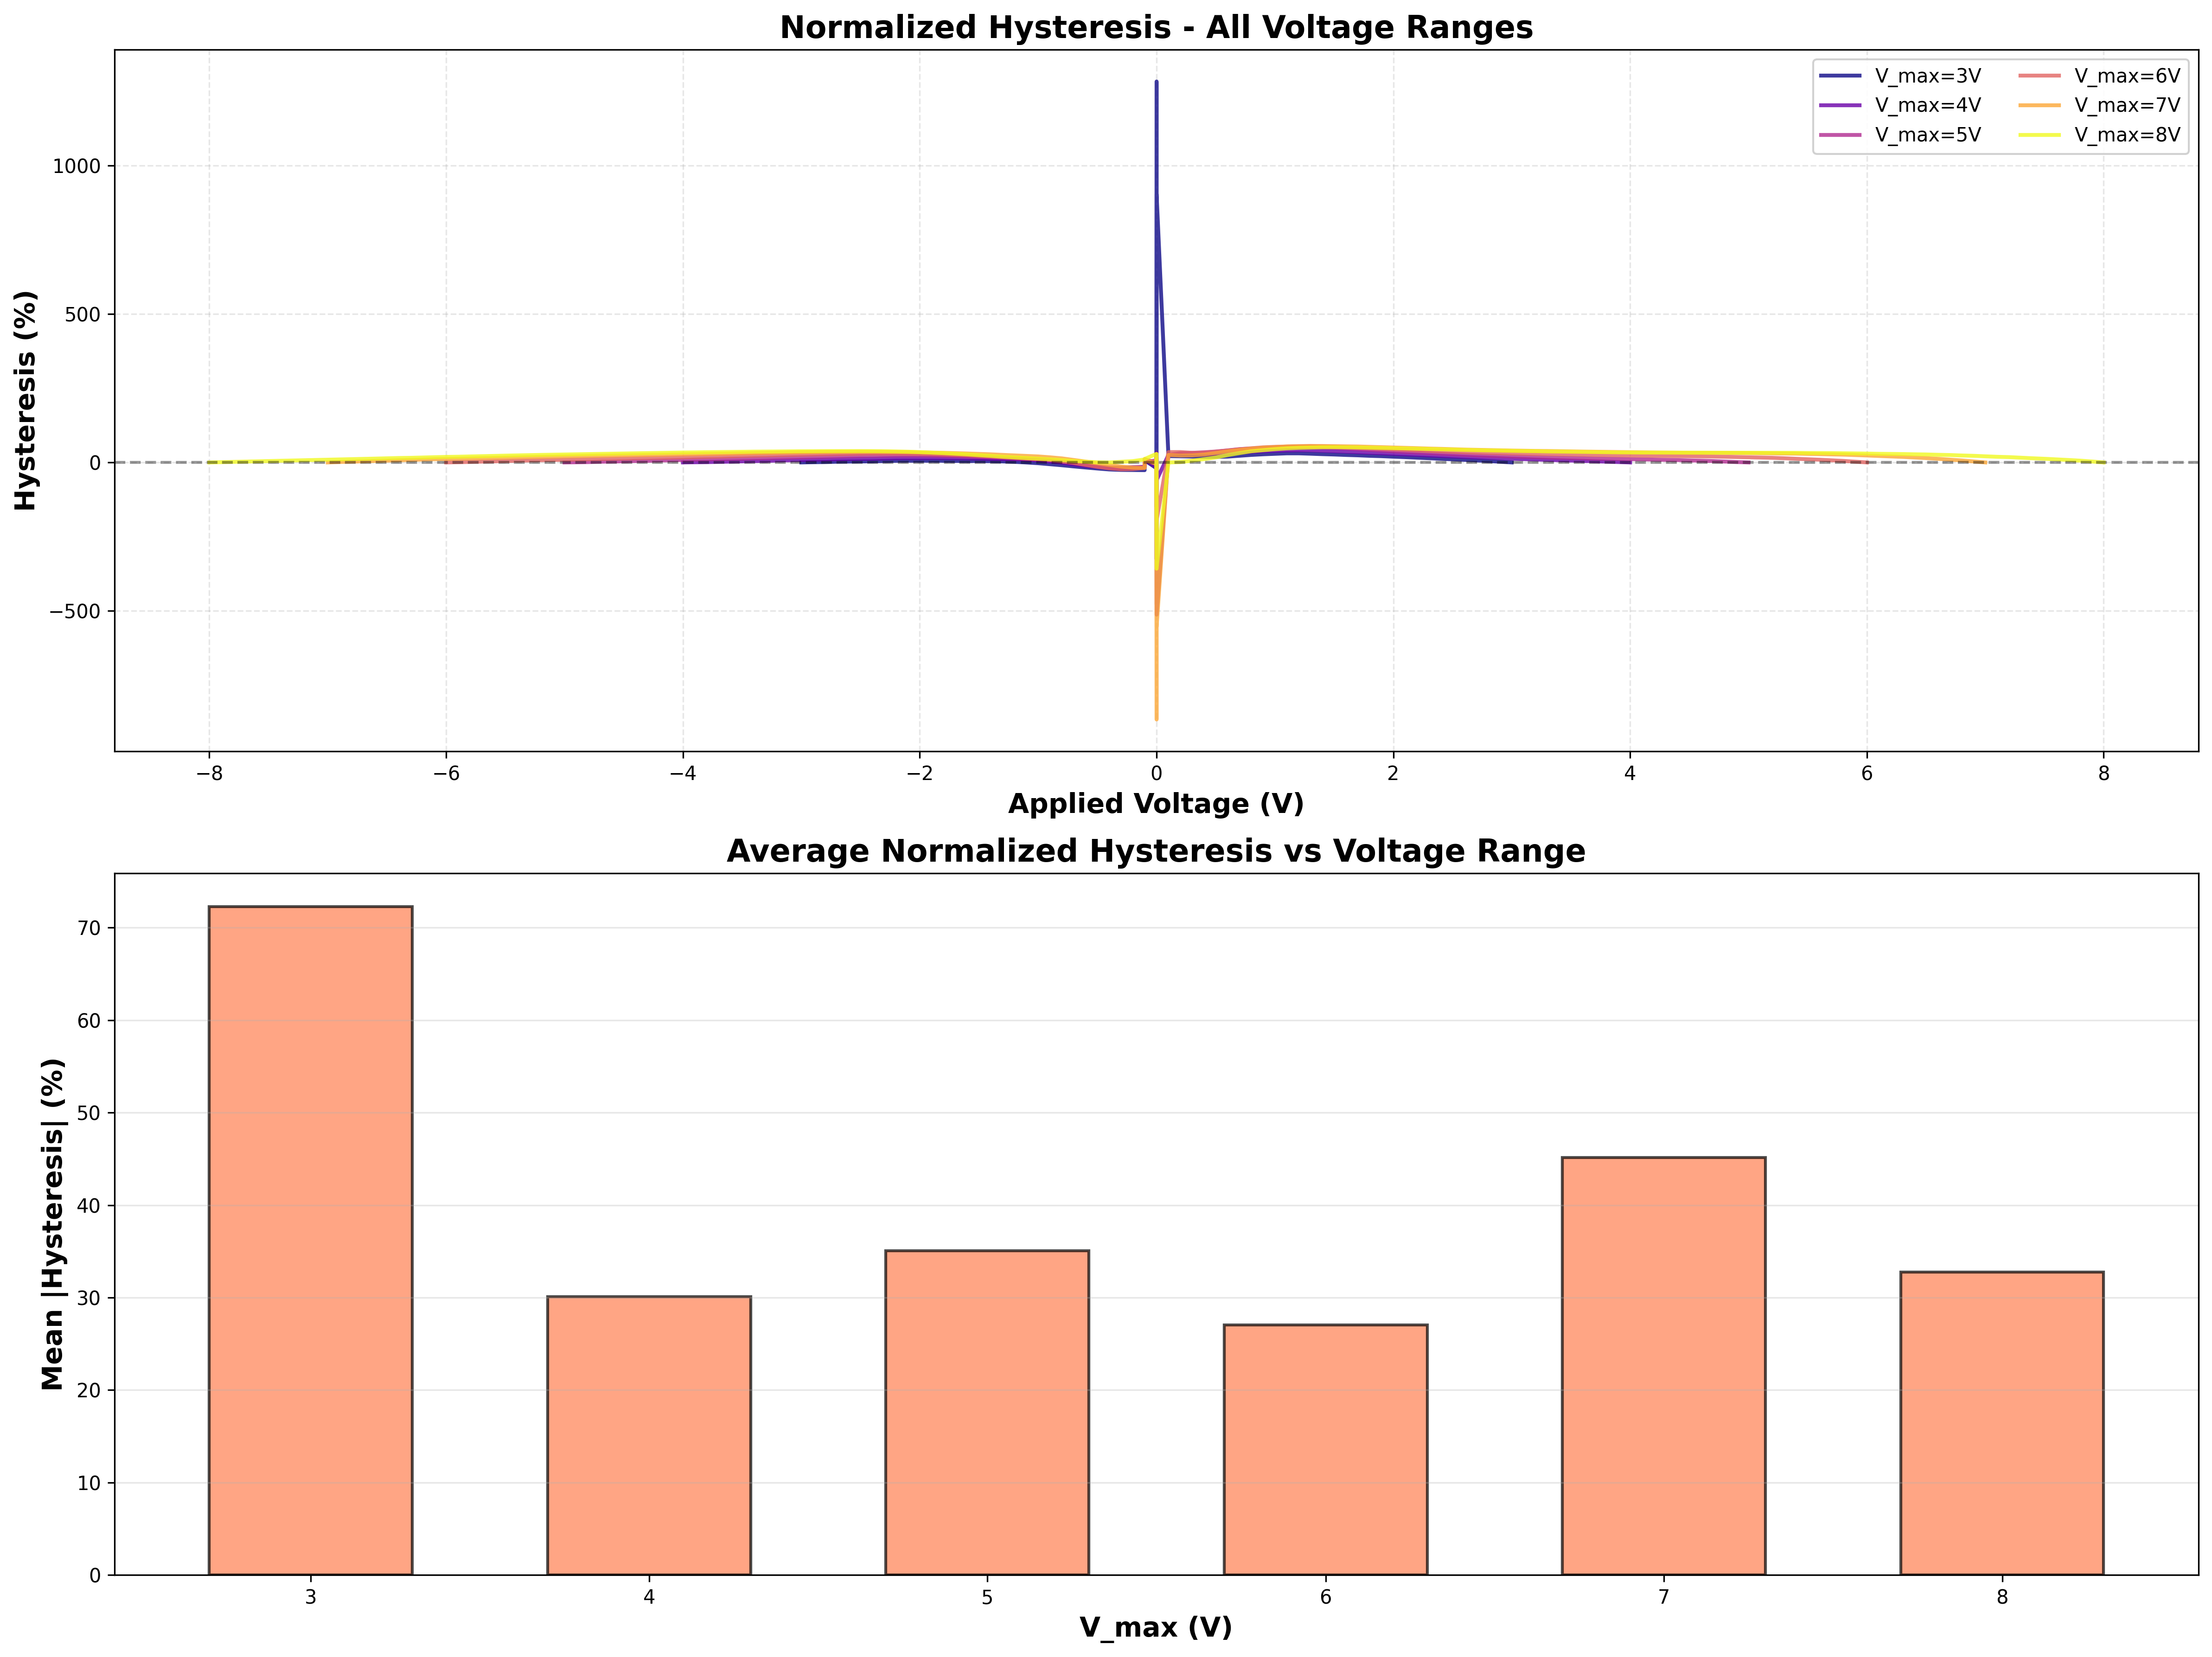 Normalized Hysteresis - All Voltage Ranges
V_max=3V
V_max=4V
V_max=5V
V_max=6V
V_max=7V
V_max=8V
Hysteresis (%)
1000
500
0
−500
−8 −6 −4 −2 0 2 4 6 8
Applied Voltage (V)
Average Normalized Hysteresis vs Voltage Range
Mean |Hysteresis| (%)
70
60
50
40
30
20
10
0
3 4 5 6 7 8
V_max (V)